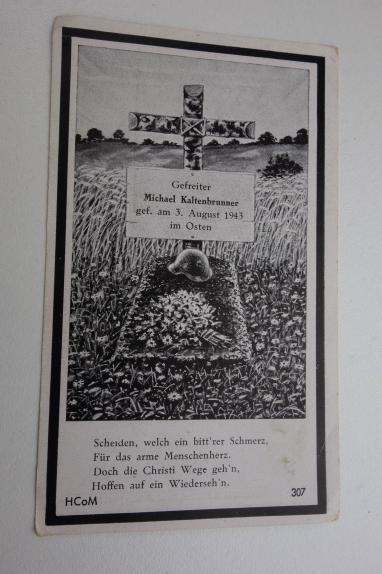 Gefreiter
Michael Kaltenbrunner
gef. am 3. August 1943
im Osten
Scheiden, welch ein bitt'rer Schmerz,
Für das arme Menschenherz.
Doch die Christi Wege geh'n,
Hoffen auf ein Wiederseh'n.
HCoM 307